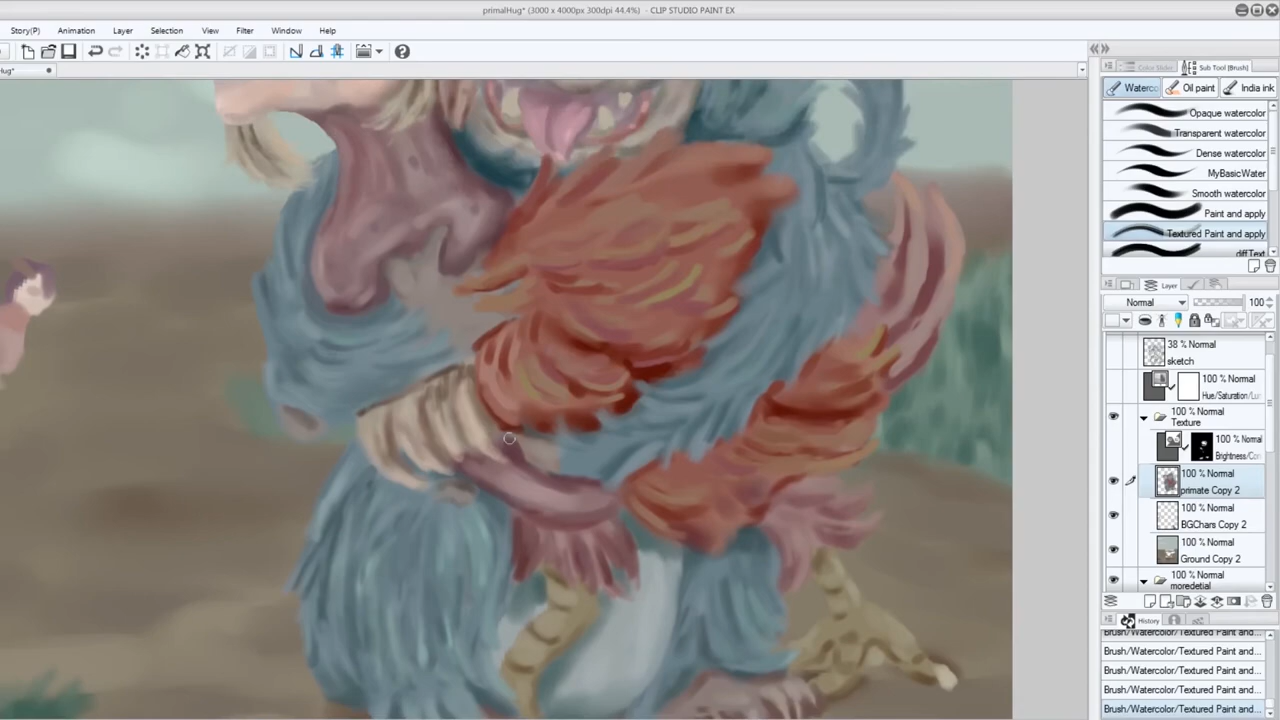 primalHug* (3000 x 4000px 300dpi 44.4%) - CLIP STUDIO PAINT EX
Story(P) Animation Layer Selection View Filter Window Help
Hug*
Color Slider Sub Tool (Brush)
Waterco Oil paint India ink
Opaque watercolor
Transparent watercolor
Dense watercolor
MyBasicWater
Smooth watercolor
Paint and apply
Textured Paint and apply
diffText
Layer
Normal 100
38 % Normal
sketch
100 % Normal
Hue/Saturation/Lu
100 % Normal
Texture
100 % Normal
Brightness/Con
100 % Normal
primate Copy 2
100 % Normal
BGChars Copy 2
100 % Normal
Ground Copy 2
100 % Normal
moredetial
History
Brush/Watercolor/Textured Paint and...
Brush/Watercolor/Textured Paint and...
Brush/Watercolor/Textured Paint and...
Brush/Watercolor/Textured Paint and...
Brush/Watercolor/Textured Paint and...